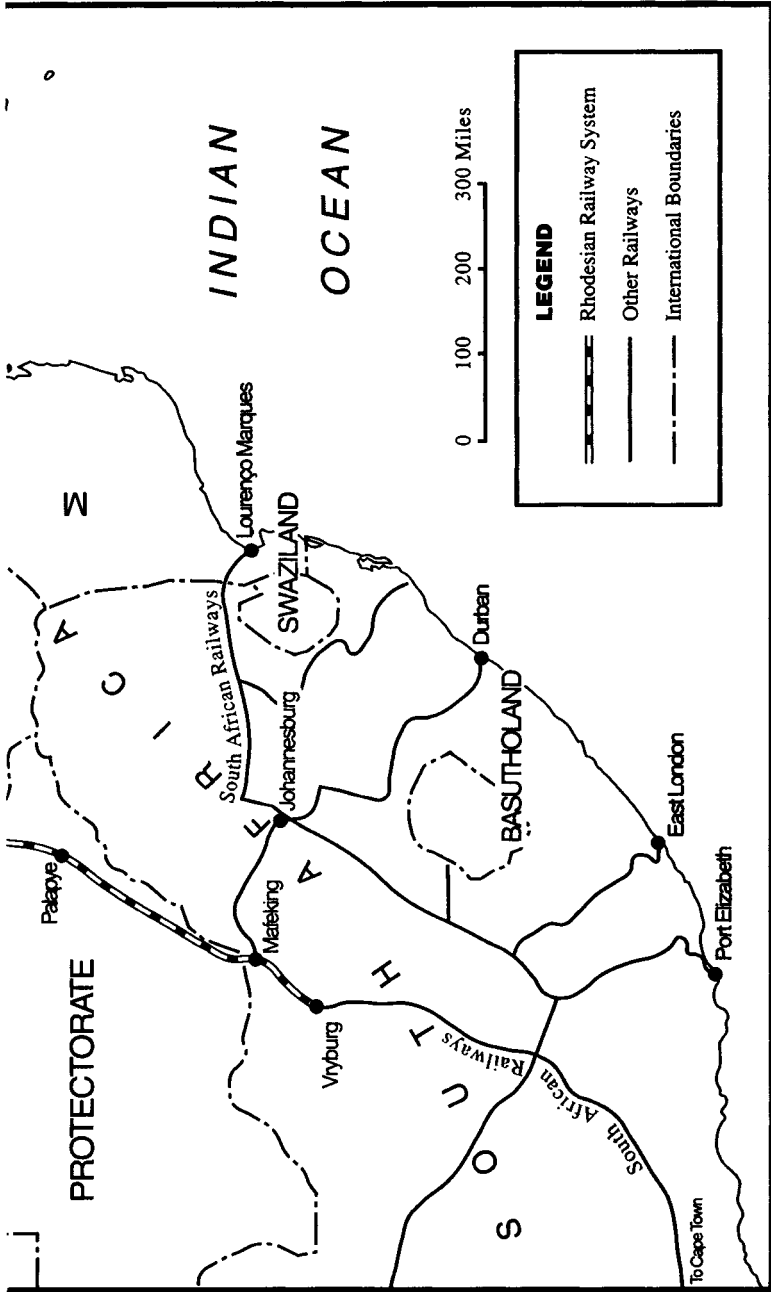 PROTECTORATE
Palapye
Mafeking
Vryburg
Johannesburg
South African Railways
Lourenço Marques
SWAZILAND
BASUTHOLAND
Durban
East London
Port Elizabeth
South African Railways
To Cape Town
SOUTH AFRICA
M
INDIAN
OCEAN
0 100 200 300 Miles
LEGEND
Rhodesian Railway System
Other Railways
International Boundaries